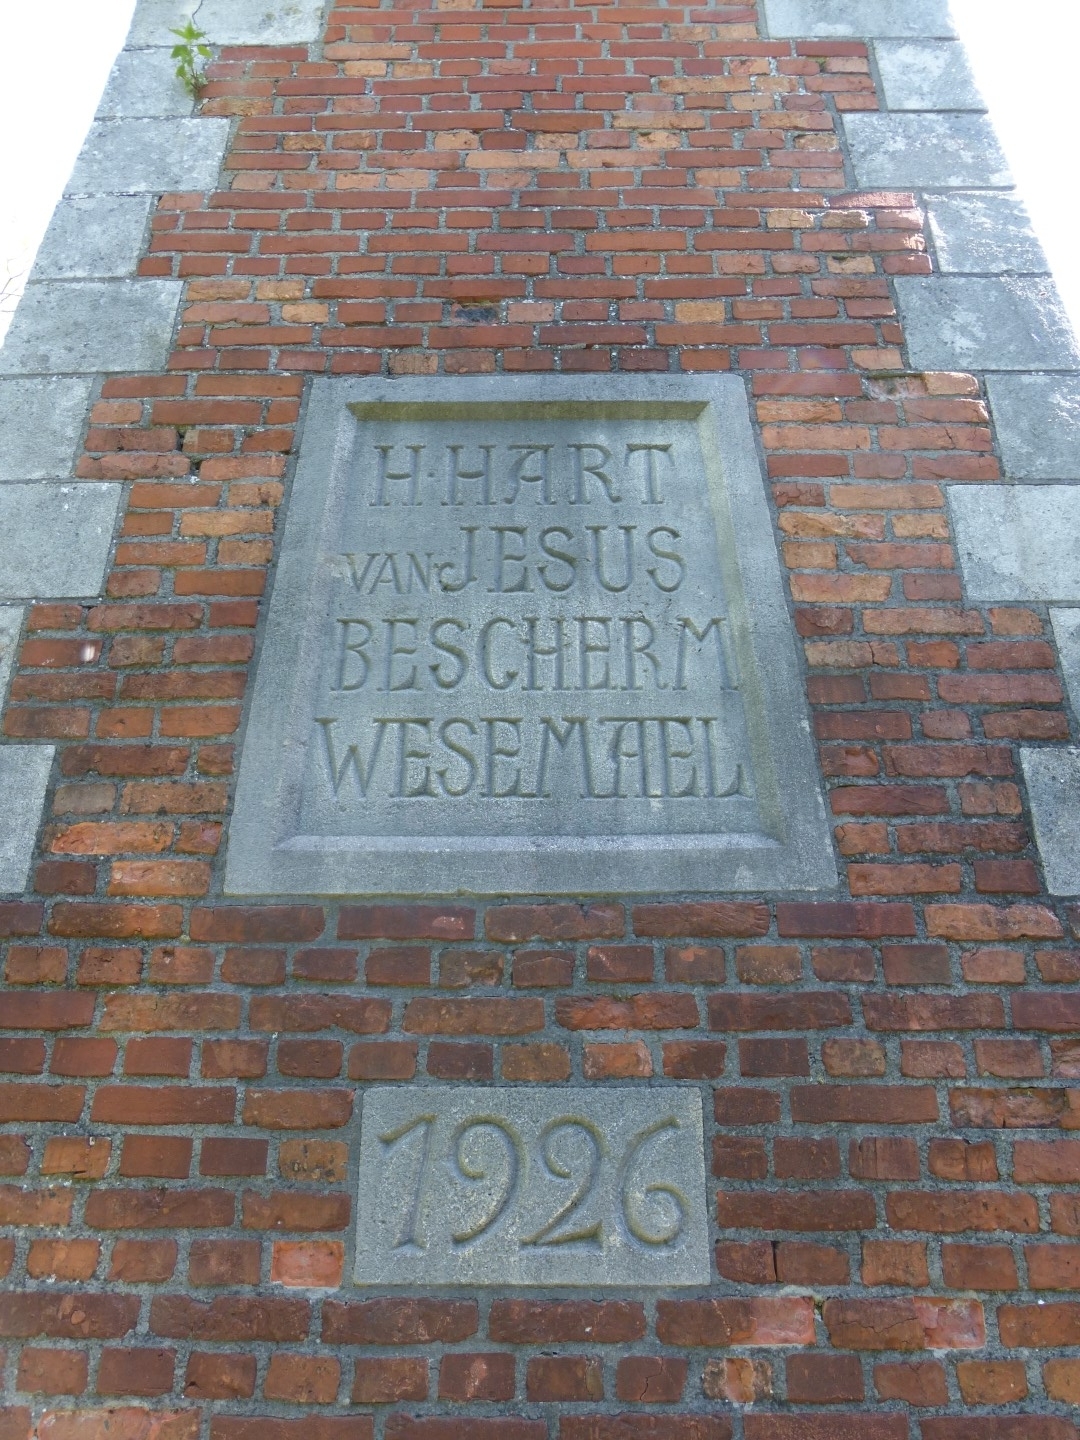 H·HART
VAN JESUS
BESCHERM
WESEMAEL
1926